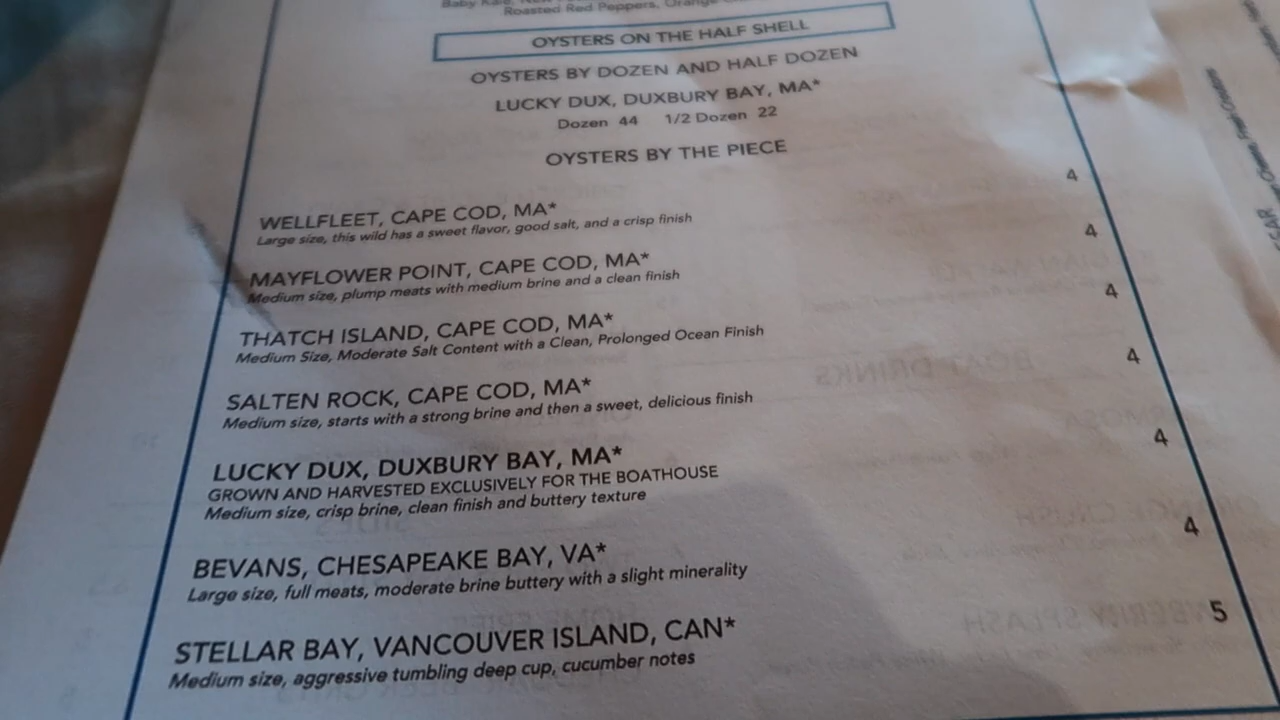 Baby Kale,
Roasted Red Peppers, Orange
OYSTERS ON THE HALF SHELL
OYSTERS BY DOZEN AND HALF DOZEN
LUCKY DUX, DUXBURY BAY, MA*
Dozen 44 1/2 Dozen 22
OYSTERS BY THE PIECE
WELLFLEET, CAPE COD, MA* 4
Large size, this wild has a sweet flavor, good salt, and a crisp finish
MAYFLOWER POINT, CAPE COD, MA* 4
Medium size, plump meats with medium brine and a clean finish
THATCH ISLAND, CAPE COD, MA* 4
Medium Size, Moderate Salt Content with a Clean, Prolonged Ocean Finish
SALTEN ROCK, CAPE COD, MA* 4
Medium size, starts with a strong brine and then a sweet, delicious finish
LUCKY DUX, DUXBURY BAY, MA* 4
GROWN AND HARVESTED EXCLUSIVELY FOR THE BOATHOUSE
Medium size, crisp brine, clean finish and buttery texture
BEVANS, CHESAPEAKE BAY, VA* 4
Large size, full meats, moderate brine buttery with a slight minerality
STELLAR BAY, VANCOUVER ISLAND, CAN* 5
Medium size, aggressive tumbling deep cup, cucumber notes